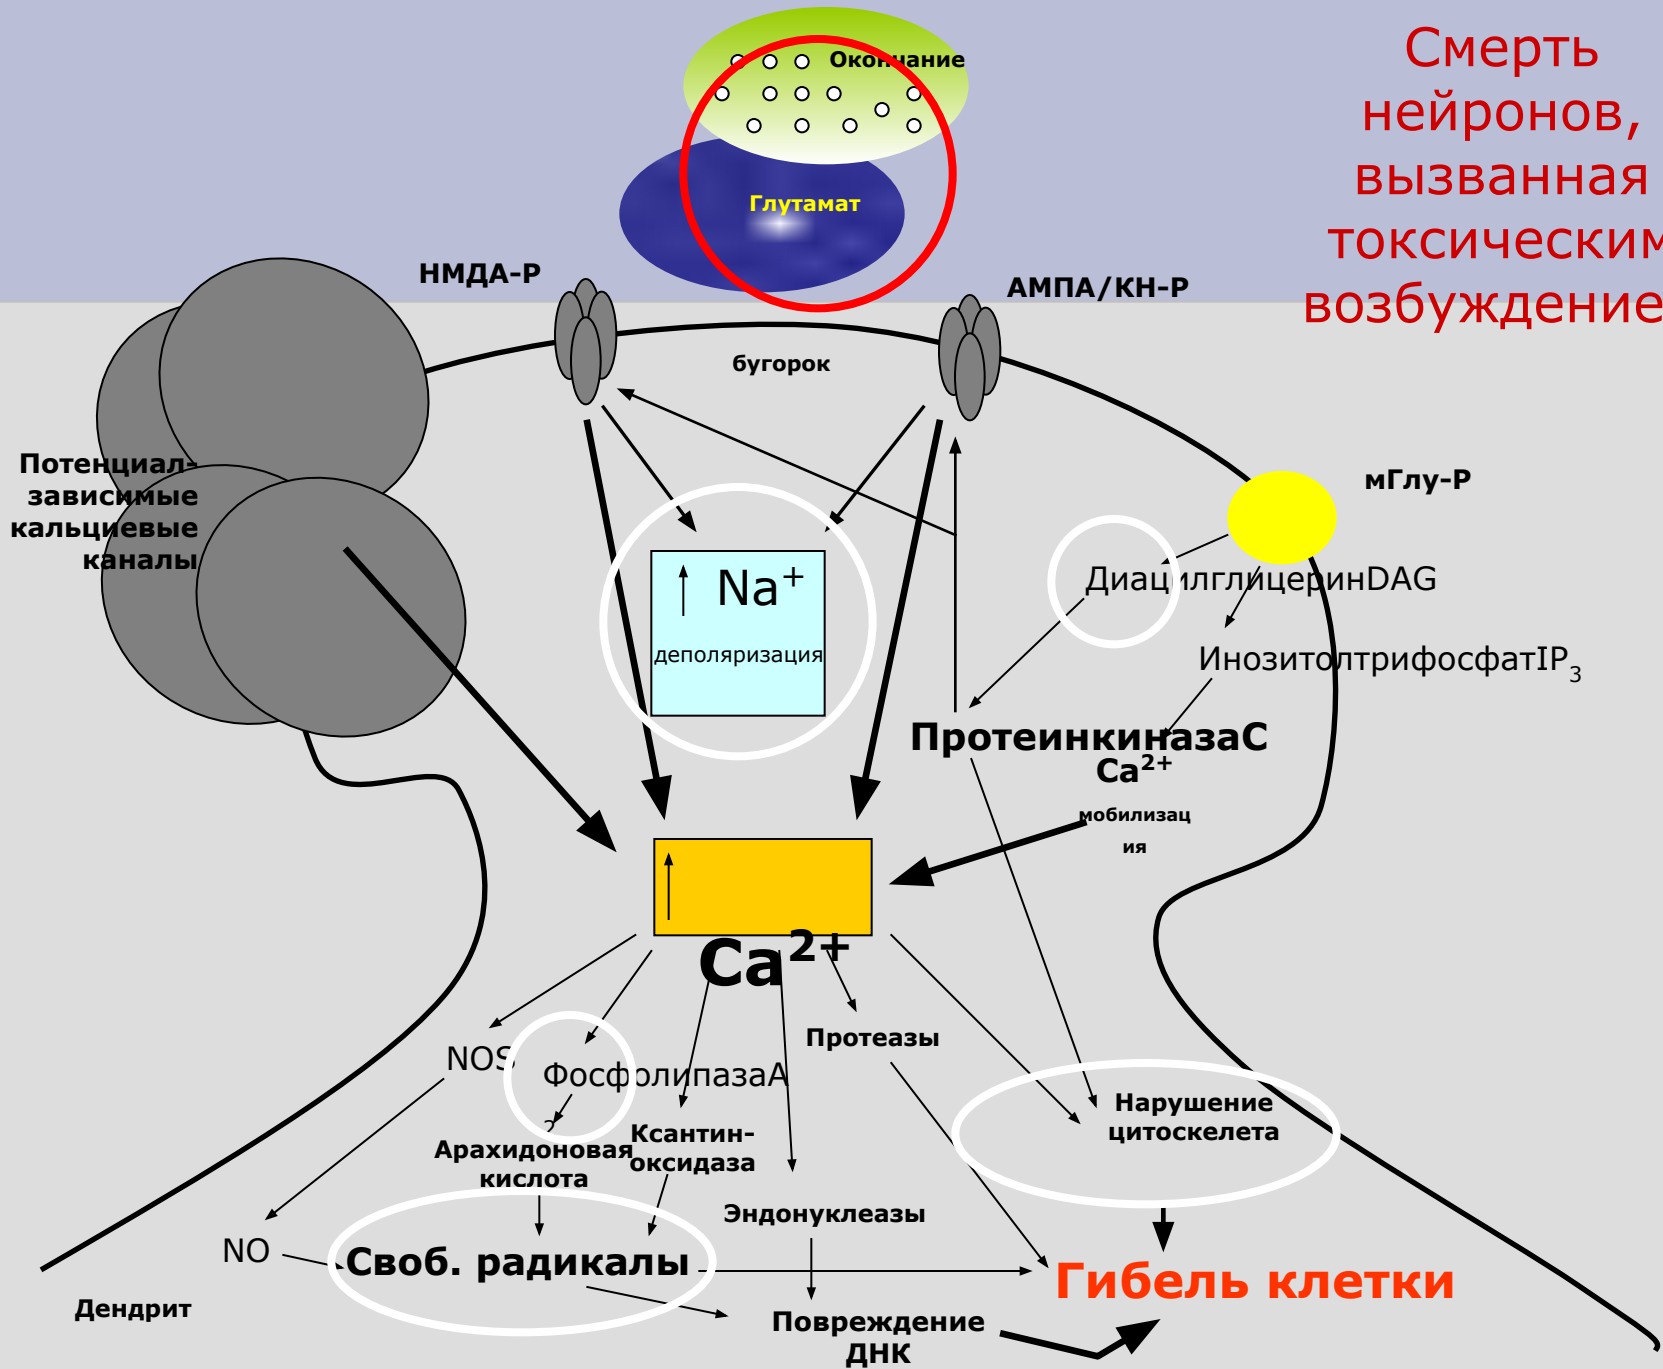 Окончание
Смерть
нейронов,
вызванная
токсическим
возбуждение
Глутамат
НМДА-Р
АМПА/КН-Р
бугорок
Потенциал-
зависимые
кальциевые
каналы
мГлу-Р
Na⁺
деполяризация
ДиацилглицеринDAG
ИнозитолтрифосфатIP₃
ПротеинкиназаС
Ca²⁺
мобилизац
ия
Ca²⁺
Протеазы
NOS
ФосфолипазаА
2
Арахидоновая
кислота
Ксантин-
оксидаза
Нарушение
цитоскелета
Эндонуклеазы
NO
Своб. радикалы
Гибель клетки
Дендрит
Повреждение
ДНК